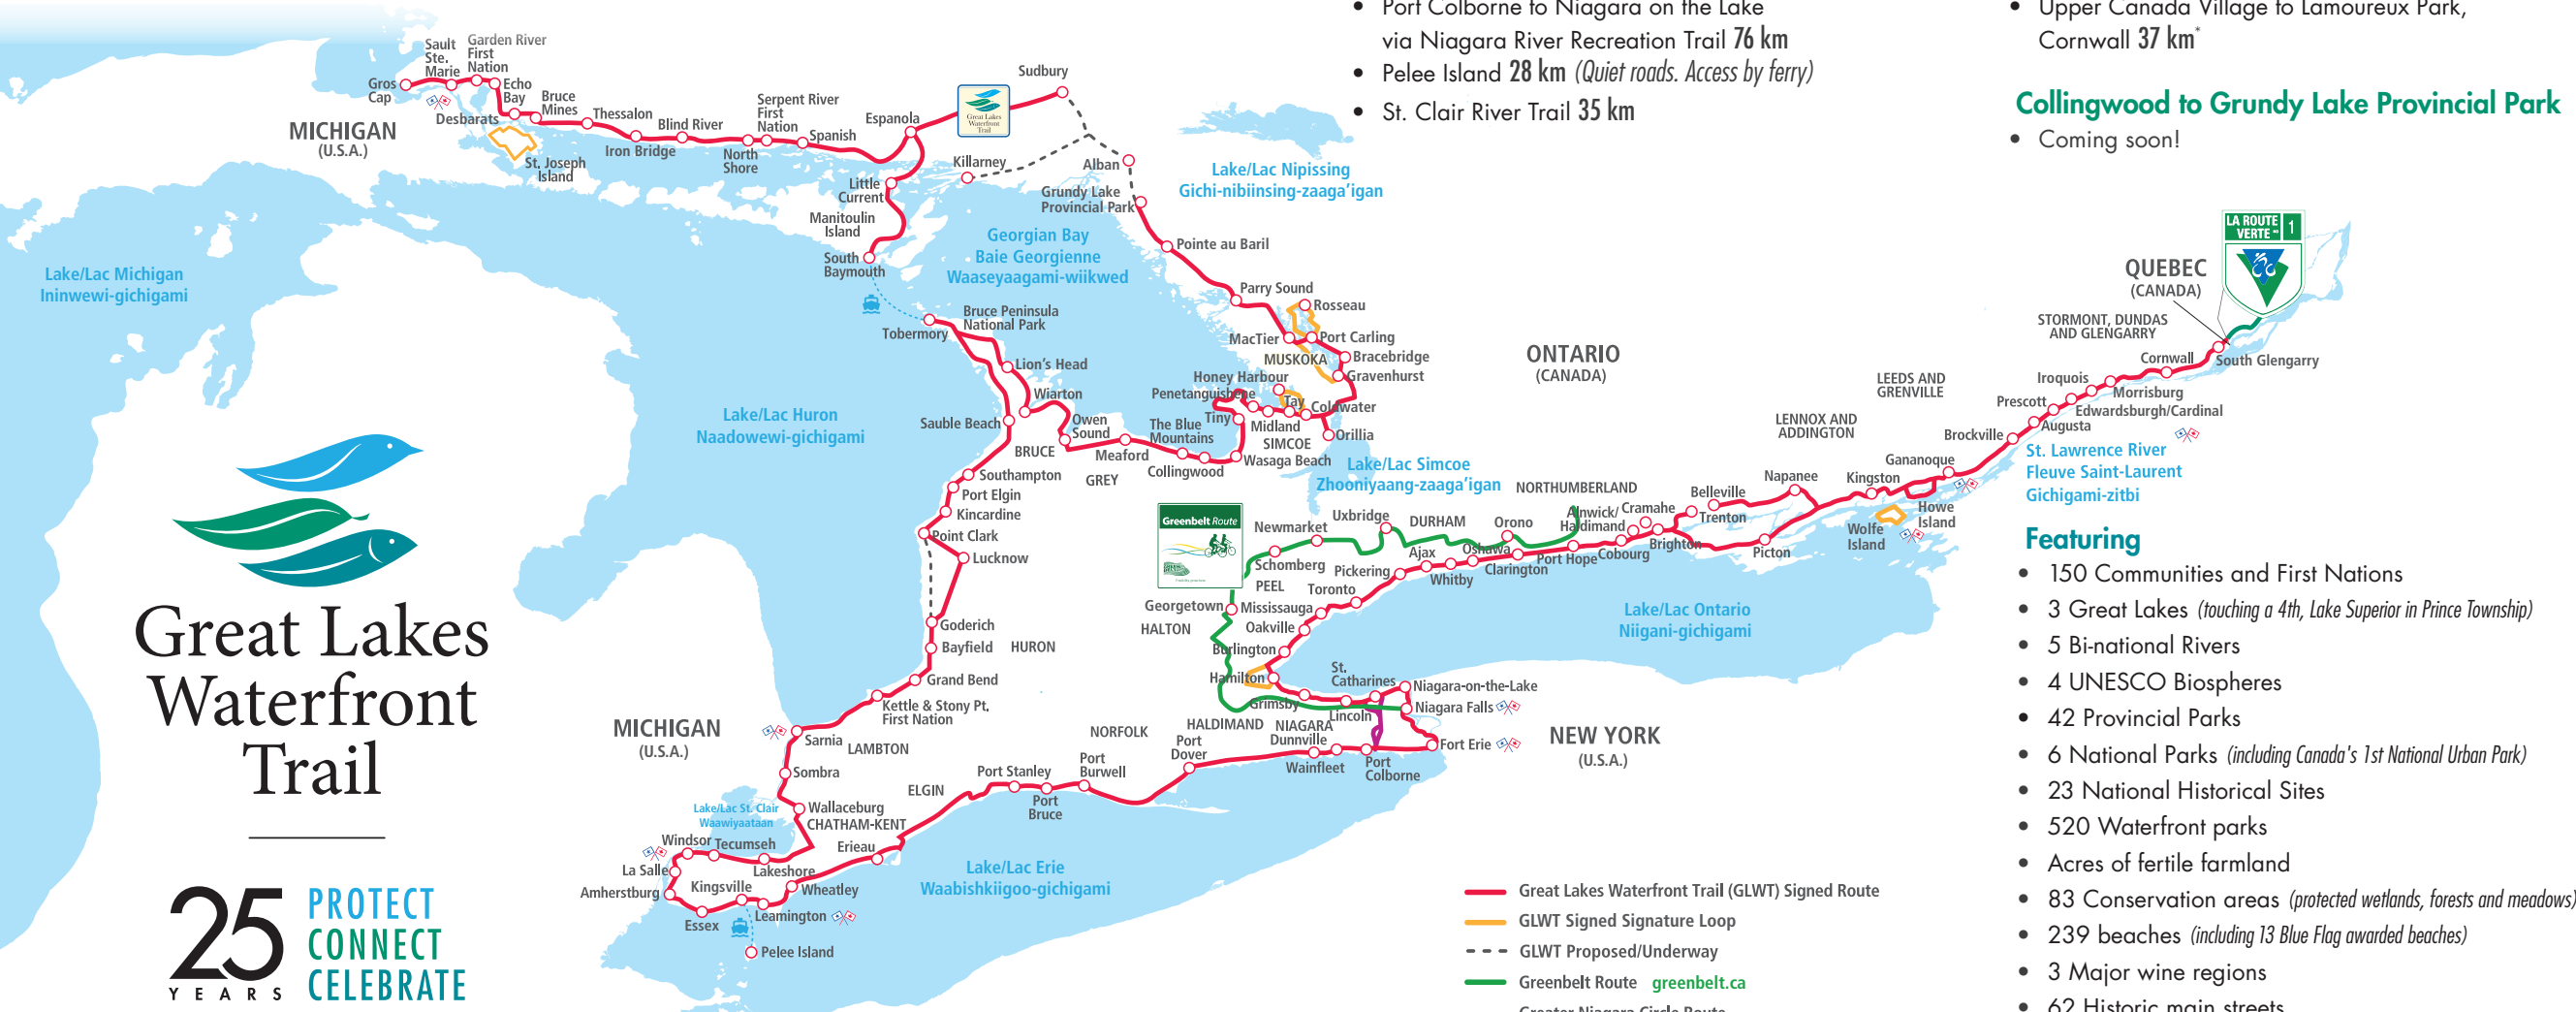 Port Colborne to Niagara on the Lake
via Niagara River Recreation Trail 76 km
Pelee Island 28 km (Quiet roads. Access by ferry)
St. Clair River Trail 35 km
Upper Canada Village to Lamoureux Park,
Cornwall 37 km*
Collingwood to Grundy Lake Provincial Park
Coming soon!
Gros
Cap
Sault
Ste.
Marie
Garden River
First
Nation
Echo
Bay
Desbarats
Bruce
Mines
St. Joseph
Island
Thessalon
Iron Bridge
Blind River
North
Shore
Serpent River
First
Nation
Spanish
Espanola
Great Lakes
Waterfront
Trail
Sudbury
Killarney
Alban
Little
Current
Manitoulin
Island
South
Baymouth
Grundy Lake
Provincial Park
Pointe au Baril
Parry Sound
Rosseau
MacTier
Port Carling
MUSKOKA
Bracebridge
Gravenhurst
Honey Harbour
Penetanguishene
Tay
Coldwater
Tiny
Midland
SIMCOE
Orillia
Wasaga Beach
The Blue
Mountains
Collingwood
Meaford
Owen
Sound
Wiarton
Lion's Head
Bruce Peninsula
National Park
Tobermory
Sauble Beach
BRUCE
GREY
Southampton
Port Elgin
Kincardine
Point Clark
Lucknow
Goderich
Bayfield
HURON
Grand Bend
Kettle & Stony Pt.
First Nation
Sarnia
LAMBTON
Sombra
Wallaceburg
CHATHAM-KENT
Windsor
Tecumseh
Lakeshore
La Salle
Amherstburg
Essex
Kingsville
Leamington
Wheatley
Pelee Island
Erieau
ELGIN
Port Stanley
Port
Bruce
Port
Burwell
NORFOLK
Port
Dover
HALDIMAND
NIAGARA
Dunnville
Wainfleet
Port
Colborne
Fort Erie
Niagara Falls
Niagara-on-the-Lake
St.
Catharines
Lincoln
Grimsby
Hamilton
Burlington
Oakville
Mississauga
Georgetown
HALTON
PEEL
Toronto
Pickering
Ajax
Whitby
Oshawa
Clarington
Port Hope
Cobourg
Alnwick/
Haldimand
Cramahe
Brighton
NORTHUMBERLAND
Orono
DURHAM
Uxbridge
Newmarket
Schomberg
Greenbelt Route
Trenton
Belleville
Picton
Napanee
LENNOX AND
ADDINGTON
Kingston
Wolfe
Island
Howe
Island
Gananoque
LEEDS AND
GRENVILLE
Brockville
Augusta
Prescott
Edwardsburgh/Cardinal
Iroquois
Morrisburg
Cornwall
South Glengarry
STORMONT, DUNDAS
AND GLENGARRY
QUEBEC
(CANADA)
LA ROUTE
VERTE 1
ONTARIO
(CANADA)
MICHIGAN
(U.S.A.)
MICHIGAN
(U.S.A.)
NEW YORK
(U.S.A.)
Lake/Lac Michigan
Ininwewi-gichigami
Lake/Lac Huron
Naadowewi-gichigami
Georgian Bay
Baie Georgienne
Waaseyaagami-wiikwed
Lake/Lac Nipissing
Gichi-nibiinsing-zaaga'igan
Lake/Lac Simcoe
Zhooniyaang-zaaga'igan
Lake/Lac Ontario
Niigani-gichigami
Lake/Lac St. Clair
Waawiyaataan
Lake/Lac Erie
Waabishkiigoo-gichigami
St. Lawrence River
Fleuve Saint-Laurent
Gichigami-zitbi
Great Lakes
Waterfront
Trail
25
YEARS
PROTECT
CONNECT
CELEBRATE
Great Lakes Waterfront Trail (GLWT) Signed Route
GLWT Signed Signature Loop
GLWT Proposed/Underway
Greenbelt Route greenbelt.ca
Greater Niagara Circle Route
Featuring
150 Communities and First Nations
3 Great Lakes (touching a 4th, Lake Superior in Prince Township)
5 Bi-national Rivers
4 UNESCO Biospheres
42 Provincial Parks
6 National Parks (including Canada's 1st National Urban Park)
23 National Historical Sites
520 Waterfront parks
Acres of fertile farmland
83 Conservation areas (protected wetlands, forests and meadows)
239 beaches (including 13 Blue Flag awarded beaches)
3 Major wine regions
62 Historic main streets